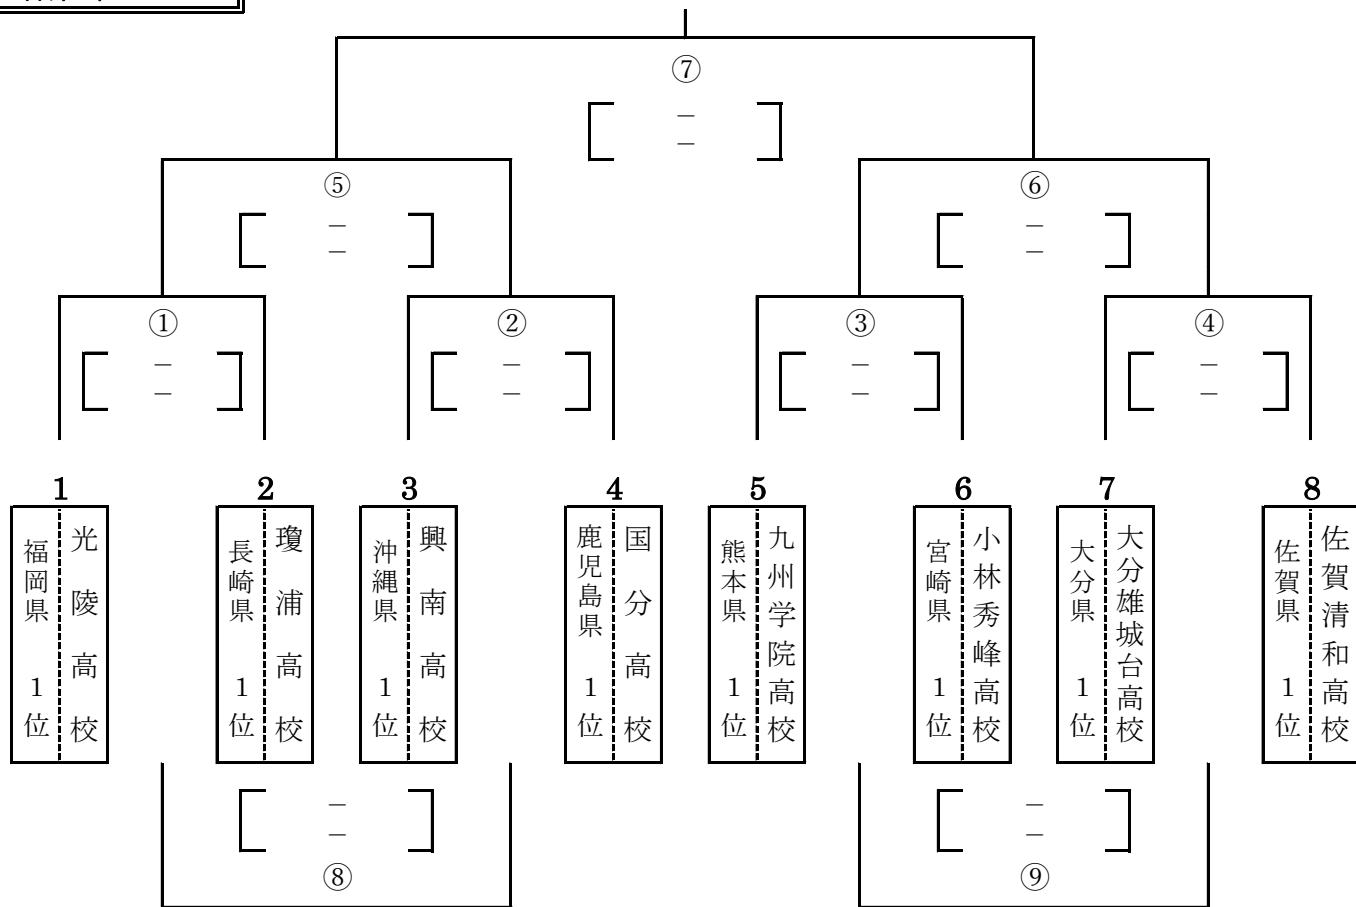 ⑦
－
－
⑤
－
－
⑥
－
－
①
－
－
②
－
－
③
－
－
④
－
－
1
福岡県 1位
光陵高校
2
長崎県 1位
瓊浦高校
3
沖縄県 1位
興南高校
4
鹿児島県 1位
国分高校
5
熊本県 1位
九州学院高校
6
宮崎県 1位
小林秀峰高校
7
大分県 1位
大分雄城台高校
8
佐賀県 1位
佐賀清和高校
－
－
⑧
－
－
⑨